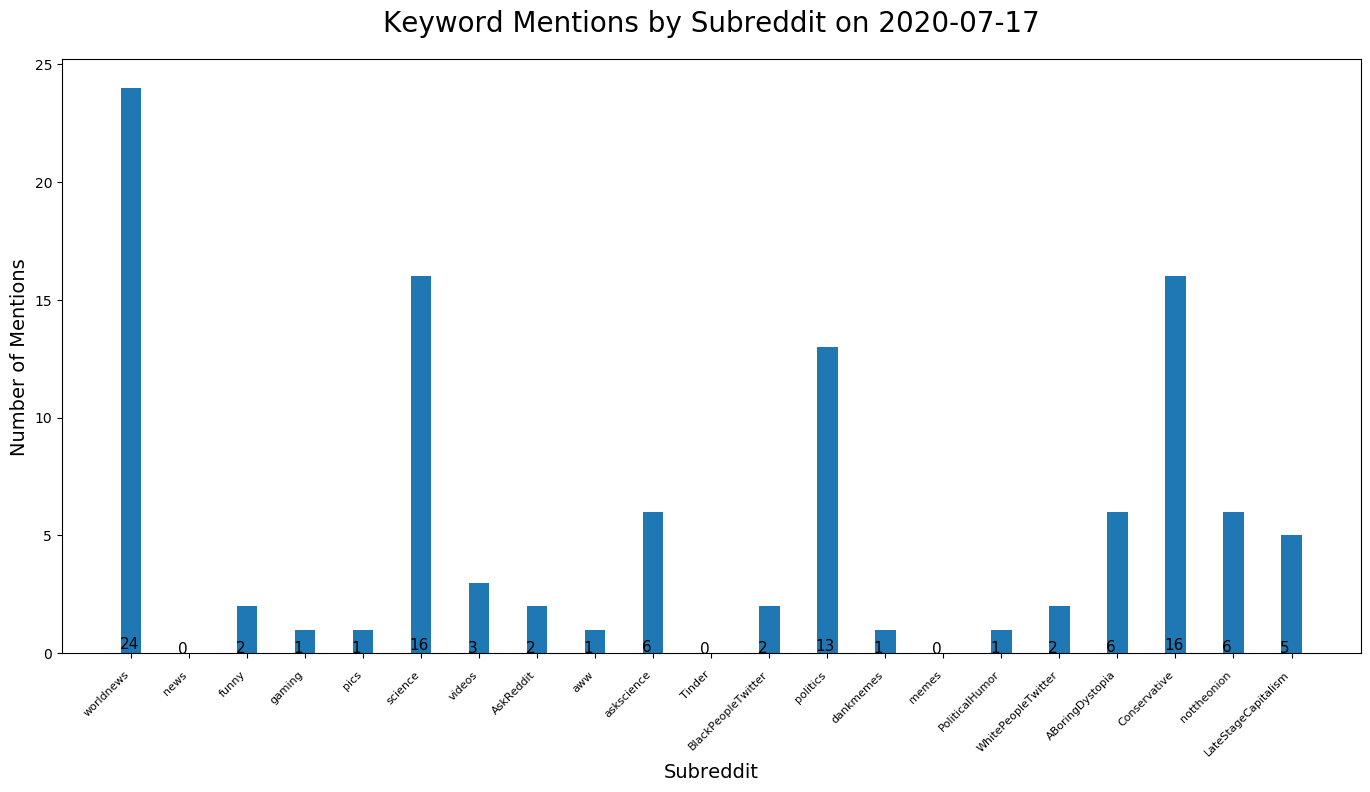 Keyword Mentions by Subreddit on 2020-07-17
Number of Mentions
25
20
15
10
5
0
24
0
2
1
1
16
3
2
1
6
0
2
13
1
0
1
2
6
16
6
5
worldnews
news
funny
gaming
pics
science
videos
AskReddit
aww
askscience
Tinder
BlackPeopleTwitter
politics
dankmemes
memes
PoliticalHumor
WhitePeopleTwitter
ABoringDystopia
Conservative
nottheonion
LateStageCapitalism
Subreddit